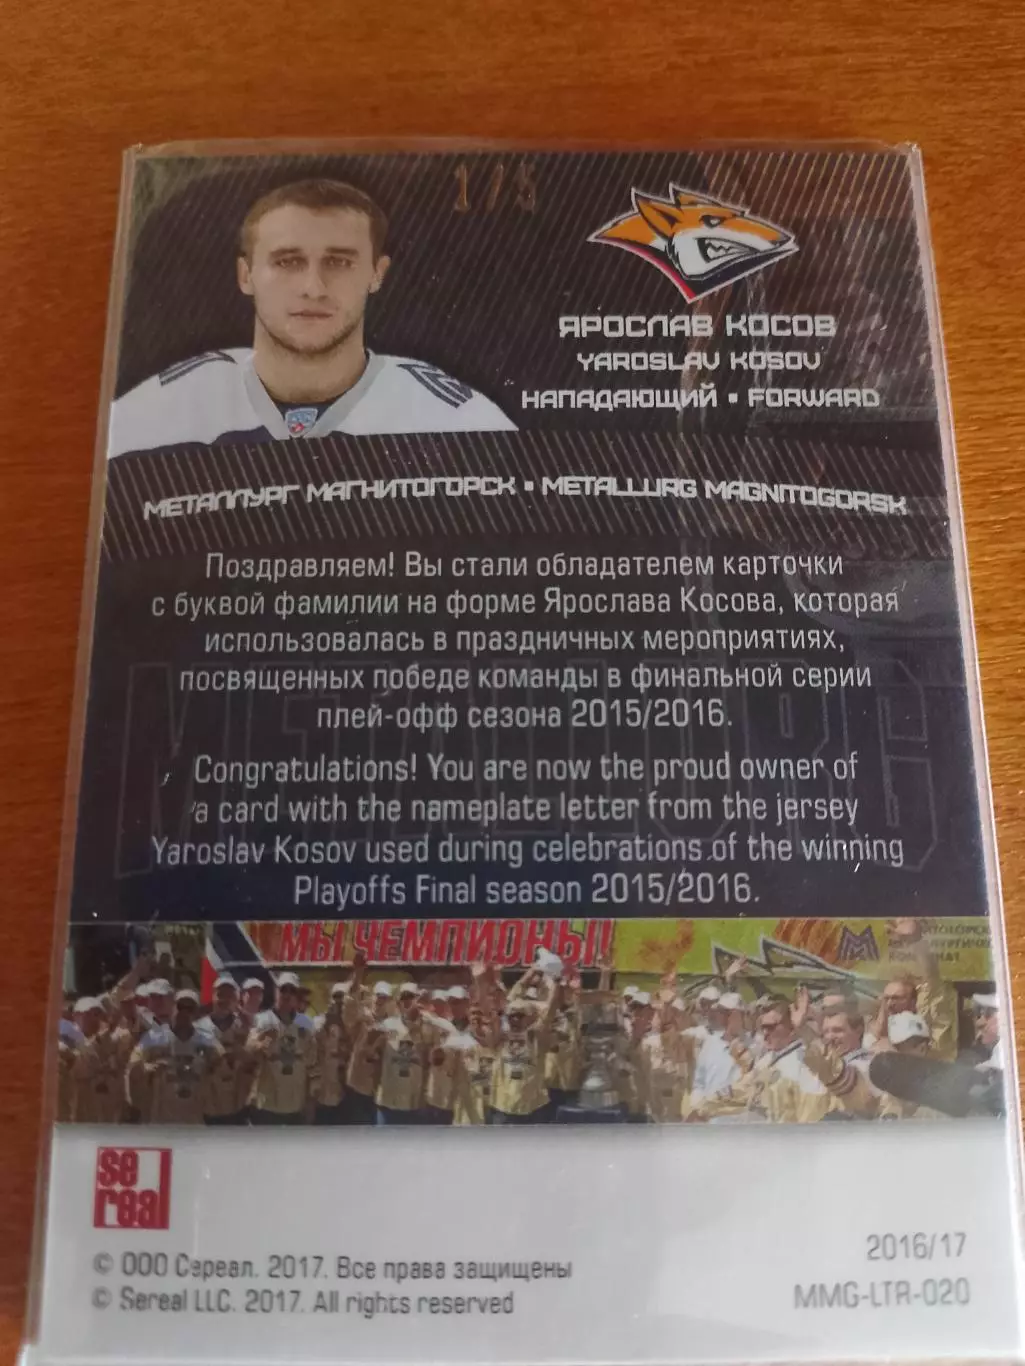 1/5
ЯРОСЛАВ КОСОВ
YAROSLAV KOSOV
НАПАДАЮЩИЙ • FORWARD
МЕТАЛЛУРГ МАГНИТОГОРСК • METALLURG MAGNITOGORSK
Поздравляем! Вы стали обладателем карточки
с буквой фамилии на форме Ярослава Косова, которая
использовалась в праздничных мероприятиях,
посвященных победе команды в финальной серии
плей-офф сезона 2015/2016.
Congratulations! You are now the proud owner of
a card with the nameplate letter from the jersey
Yaroslav Kosov used during celebrations of the winning
Playoffs Final season 2015/2016.
METALLURG
МЫ ЧЕМПИОНЫ!
se
real
© ООО Сереал. 2017. Все права защищены
© Sereal LLC. 2017. All rights reserved
2016/17
MMG-LTR-020